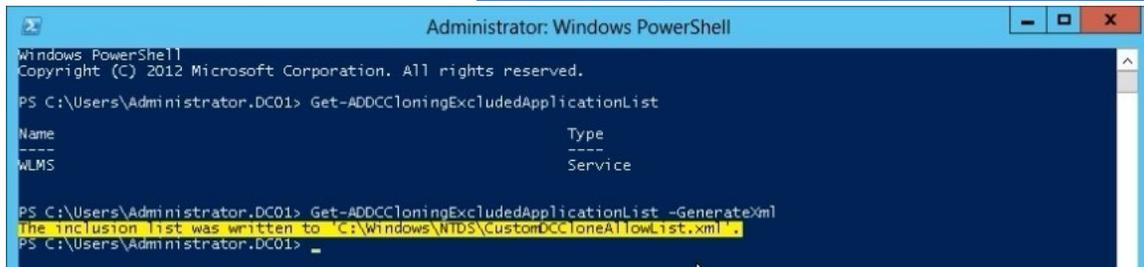 Administrator: Windows PowerShell
Windows PowerShell
Copyright (C) 2012 Microsoft Corporation. All rights reserved.
PS C:\Users\Administrator.DC01> Get-ADDCCloningExcludedApplicationList
Name Type
---- ----
WLMS Service
PS C:\Users\Administrator.DC01> Get-ADDCCloningExcludedApplicationList -GenerateXml
The inclusion list was written to 'C:\Windows\NTDS\CustomDCCloneAllowList.xml'.
PS C:\Users\Administrator.DC01> _